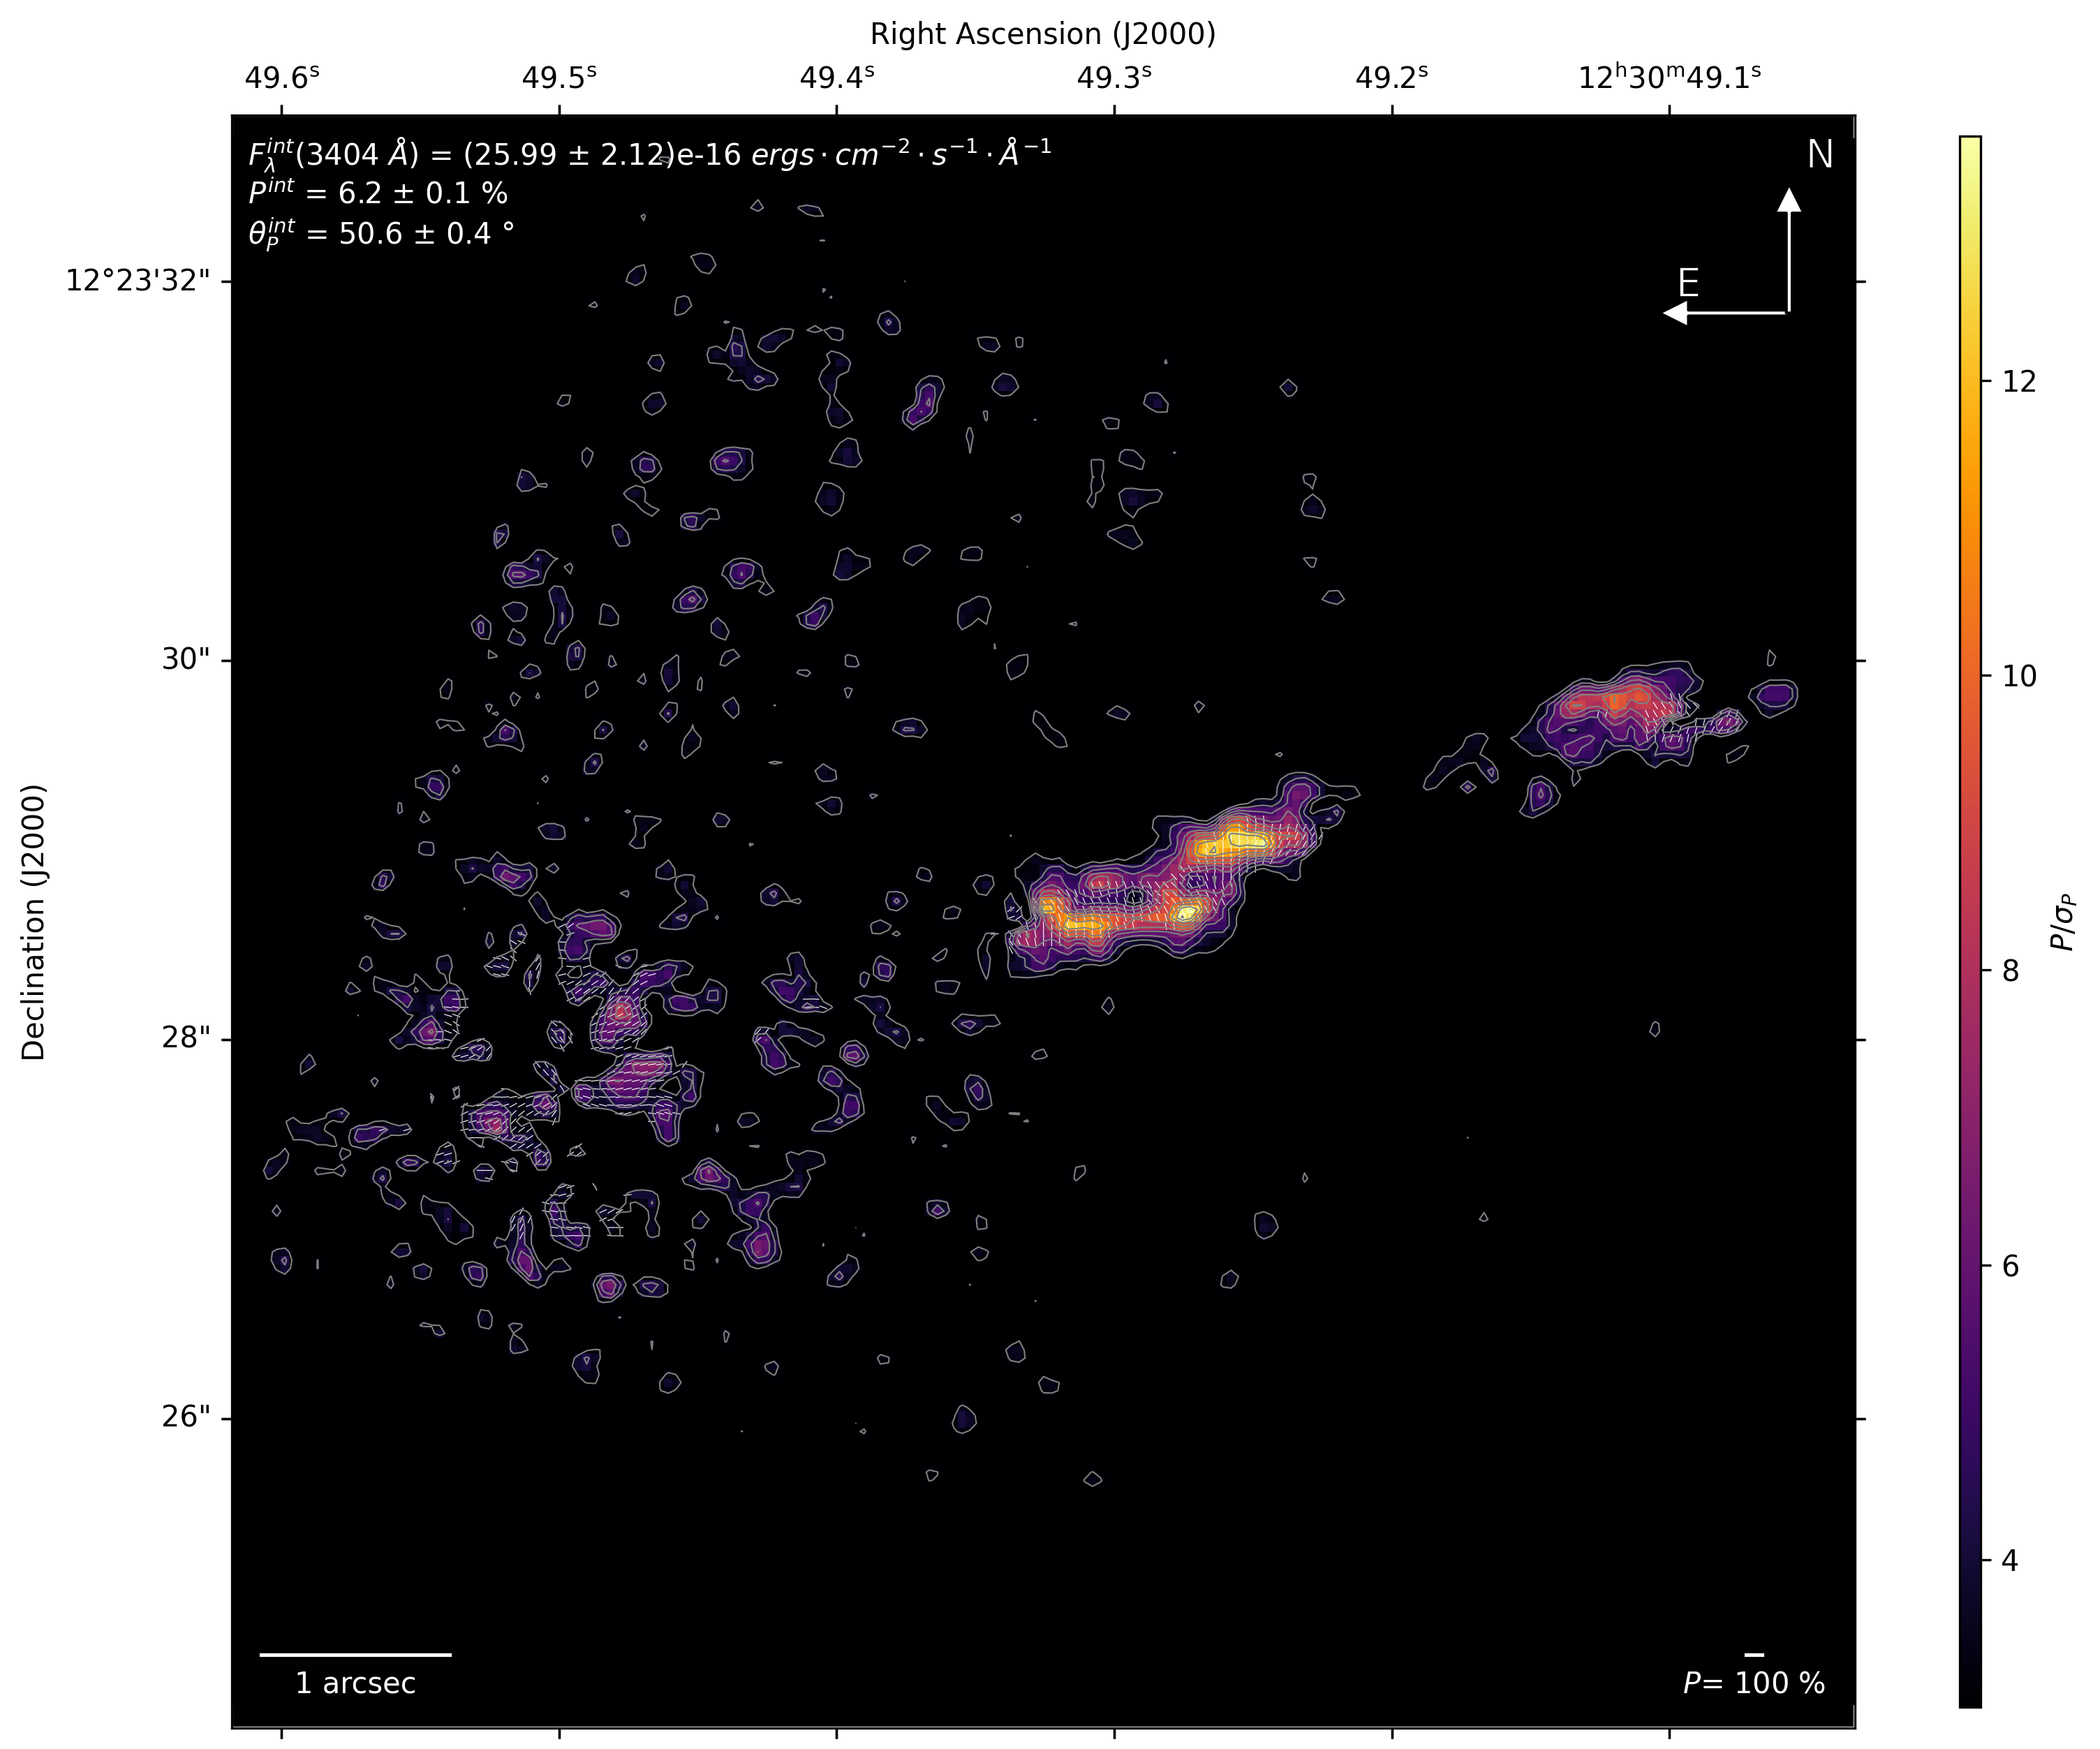 Right Ascension (J2000)
49.6ˢ 49.5ˢ 49.4ˢ 49.3ˢ 49.2ˢ 12ʰ30ᵐ49.1ˢ
F_λ^int(3404 Å) = (25.99 ± 2.12)e-16 ergs · cm⁻² · s⁻¹ · Å⁻¹
P^int = 6.2 ± 0.1 %
θ_P^int = 50.6 ± 0.4 °
N
E
12°23'32"
30"
28"
26"
Declination (J2000)
1 arcsec
P= 100 %
12
10
8
6
4
P/σ_P